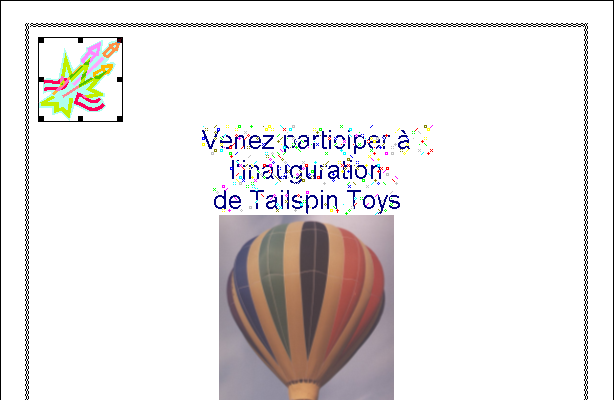 Venez participer à
l'inauguration
de Tailspin Toys